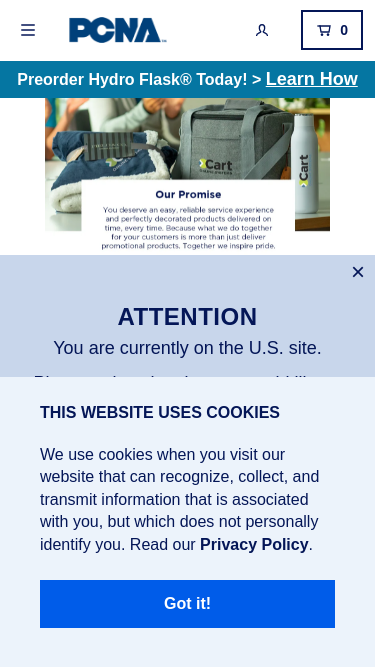 PCNA
0
Preorder Hydro Flask® Today! > Learn How
Cart
Cart
Our Promise
You deserve an easy, reliable service experience
and perfectly decorated products delivered on
time, every time. Because what we do together
for your customers is more than just deliver
promotional products. Together we inspire pride.
ATTENTION
You are currently on the U.S. site.
THIS WEBSITE USES COOKIES
We use cookies when you visit our
website that can recognize, collect, and
transmit information that is associated
with you, but which does not personally
identify you. Read our Privacy Policy.
Got it!